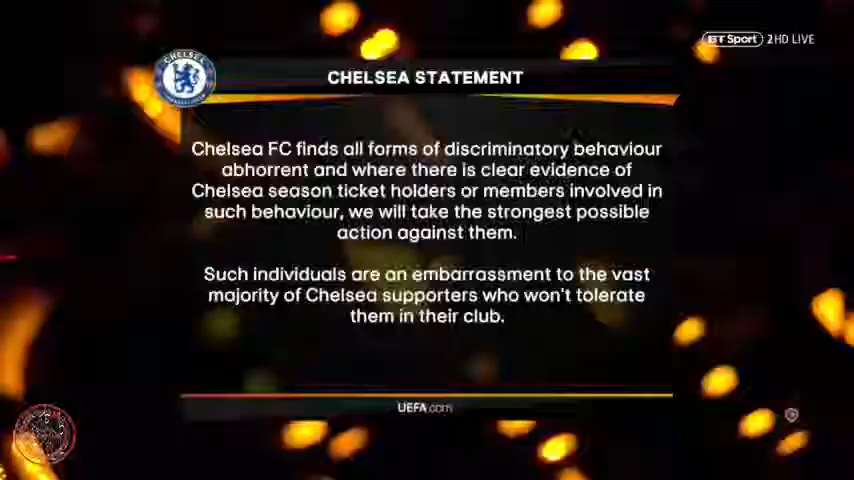 BT Sport 2HD LIVE
CHELSEA
CHELSEA STATEMENT
Chelsea FC finds all forms of discriminatory behaviour
abhorrent and where there is clear evidence of
Chelsea season ticket holders or members involved in
such behaviour, we will take the strongest possible
action against them.
Such individuals are an embarrassment to the vast
majority of Chelsea supporters who won't tolerate
them in their club.
UEFA.com